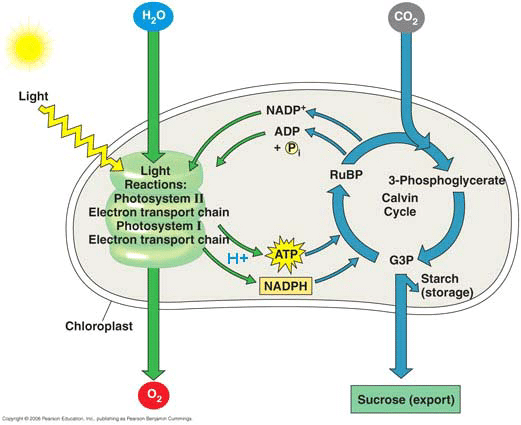 H₂O
CO₂
Light
NADP⁺
ADP
+ Pi
Light
Reactions:
Photosystem II
Electron transport chain
Photosystem I
Electron transport chain
RuBP
3-Phosphoglycerate
Calvin
Cycle
H+
ATP
NADPH
G3P
Starch
(storage)
Chloroplast
O₂
Sucrose (export)
Copyright © 2006 Pearson Education, Inc., publishing as Pearson Benjamin Cummings.